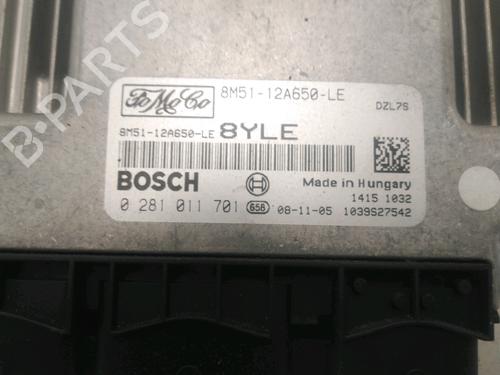 B-PARTS
FoMoCo
8M51-12A650-LE
DZL7S
8M51-12A650-LE 8YLE
BOSCH
Made in Hungary
1415 1032
0 281 011 701 656 08-11-05 1039S27542